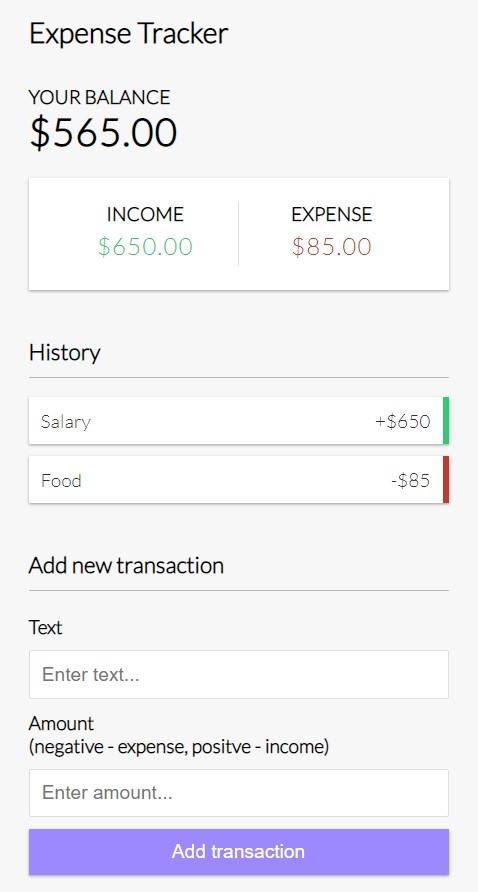 Expense Tracker
YOUR BALANCE
$565.00
INCOME EXPENSE
$650.00 $85.00
History
Salary +$650
Food -$85
Add new transaction
Text
Enter text...
Amount
(negative - expense, positve - income)
Enter amount...
Add transaction